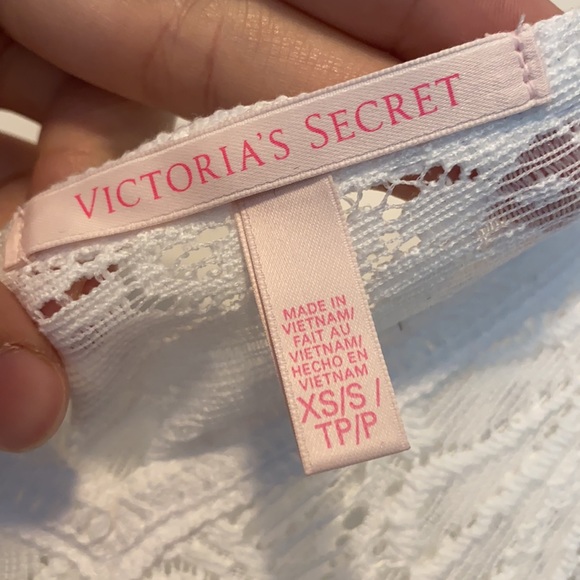 VICTORIA'S SECRET
MADE IN
VIETNAM/
FAIT AU
VIETNAM/
HECHO EN
VIETNAM
XS/S /
TP/P